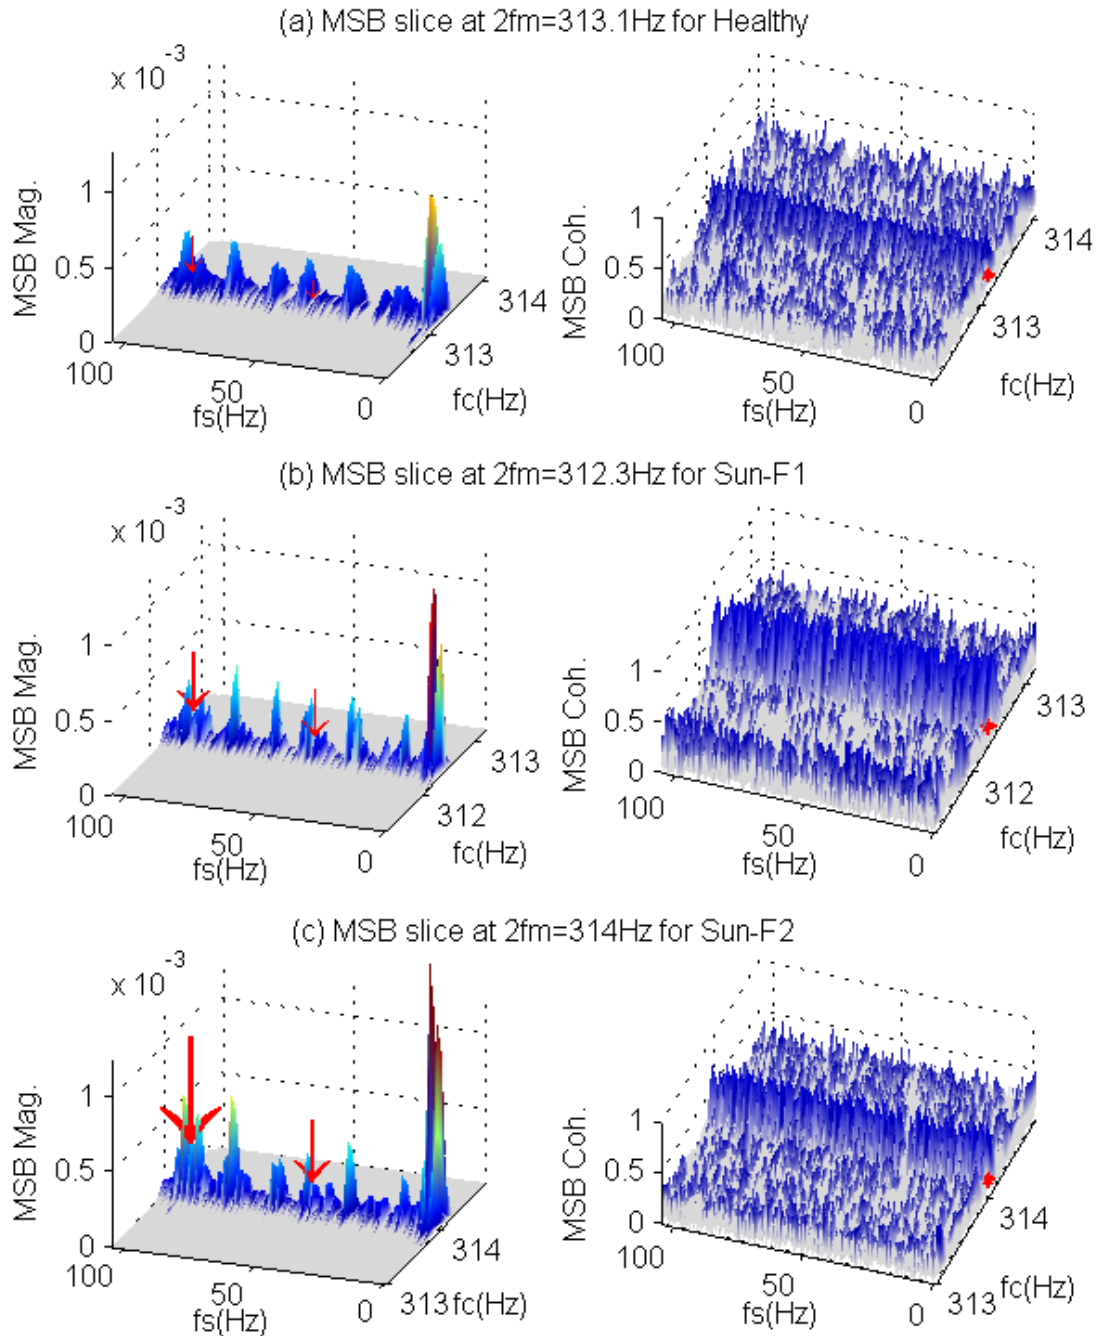 (a) MSB slice at 2fm=313.1Hz for Healthy
x 10^-3
MSB Mag.
1
0.5
0
100
50
0
fs(Hz)
313
314
fc(Hz)
MSB Coh.
1
0.5
0
100
50
0
fs(Hz)
313
314
fc(Hz)
(b) MSB slice at 2fm=312.3Hz for Sun-F1
x 10^-3
MSB Mag.
1
0.5
0
100
50
0
fs(Hz)
312
313
fc(Hz)
MSB Coh.
1
0.5
0
100
50
0
fs(Hz)
312
313
fc(Hz)
(c) MSB slice at 2fm=314Hz for Sun-F2
x 10^-3
MSB Mag.
1
0.5
0
100
50
0
fs(Hz)
313
314
fc(Hz)
MSB Coh.
1
0.5
0
100
50
0
fs(Hz)
313
314
fc(Hz)